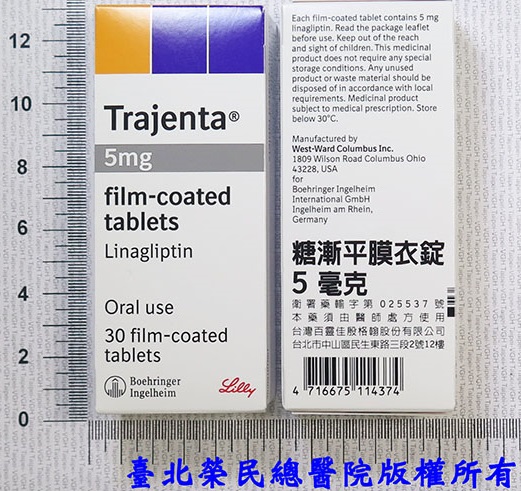 12
10
8
6
4
2
0
Trajenta®
5mg
film-coated
tablets
Linagliptin
Oral use
30 film-coated
tablets
Boehringer
Ingelheim
Lilly
Each film-coated tablet contains 5 mg
linagliptin. Read the package leaflet
before use. Keep out of the reach
and sight of children. This medicinal
product does not require any special
storage conditions. Any unused
product or waste material should be
disposed of in accordance with local
requirements. Medicinal product
subject to medical prescription. Store
below 30°C.
Manufactured by
West-Ward Columbus Inc.
1809 Wilson Road Columbus Ohio
43228, USA
for
Boehringer Ingelheim
International GmbH
Ingelheim am Rhein,
Germany
糖漸平膜衣錠
5 毫克
衛署藥輸字第 025537 號
本藥須由醫師處方使用
台灣百靈佳殷格翰股份有限公司
台北市中山區民生東路三段2號12樓
4 716675 114374
臺北榮民總醫院版權所有